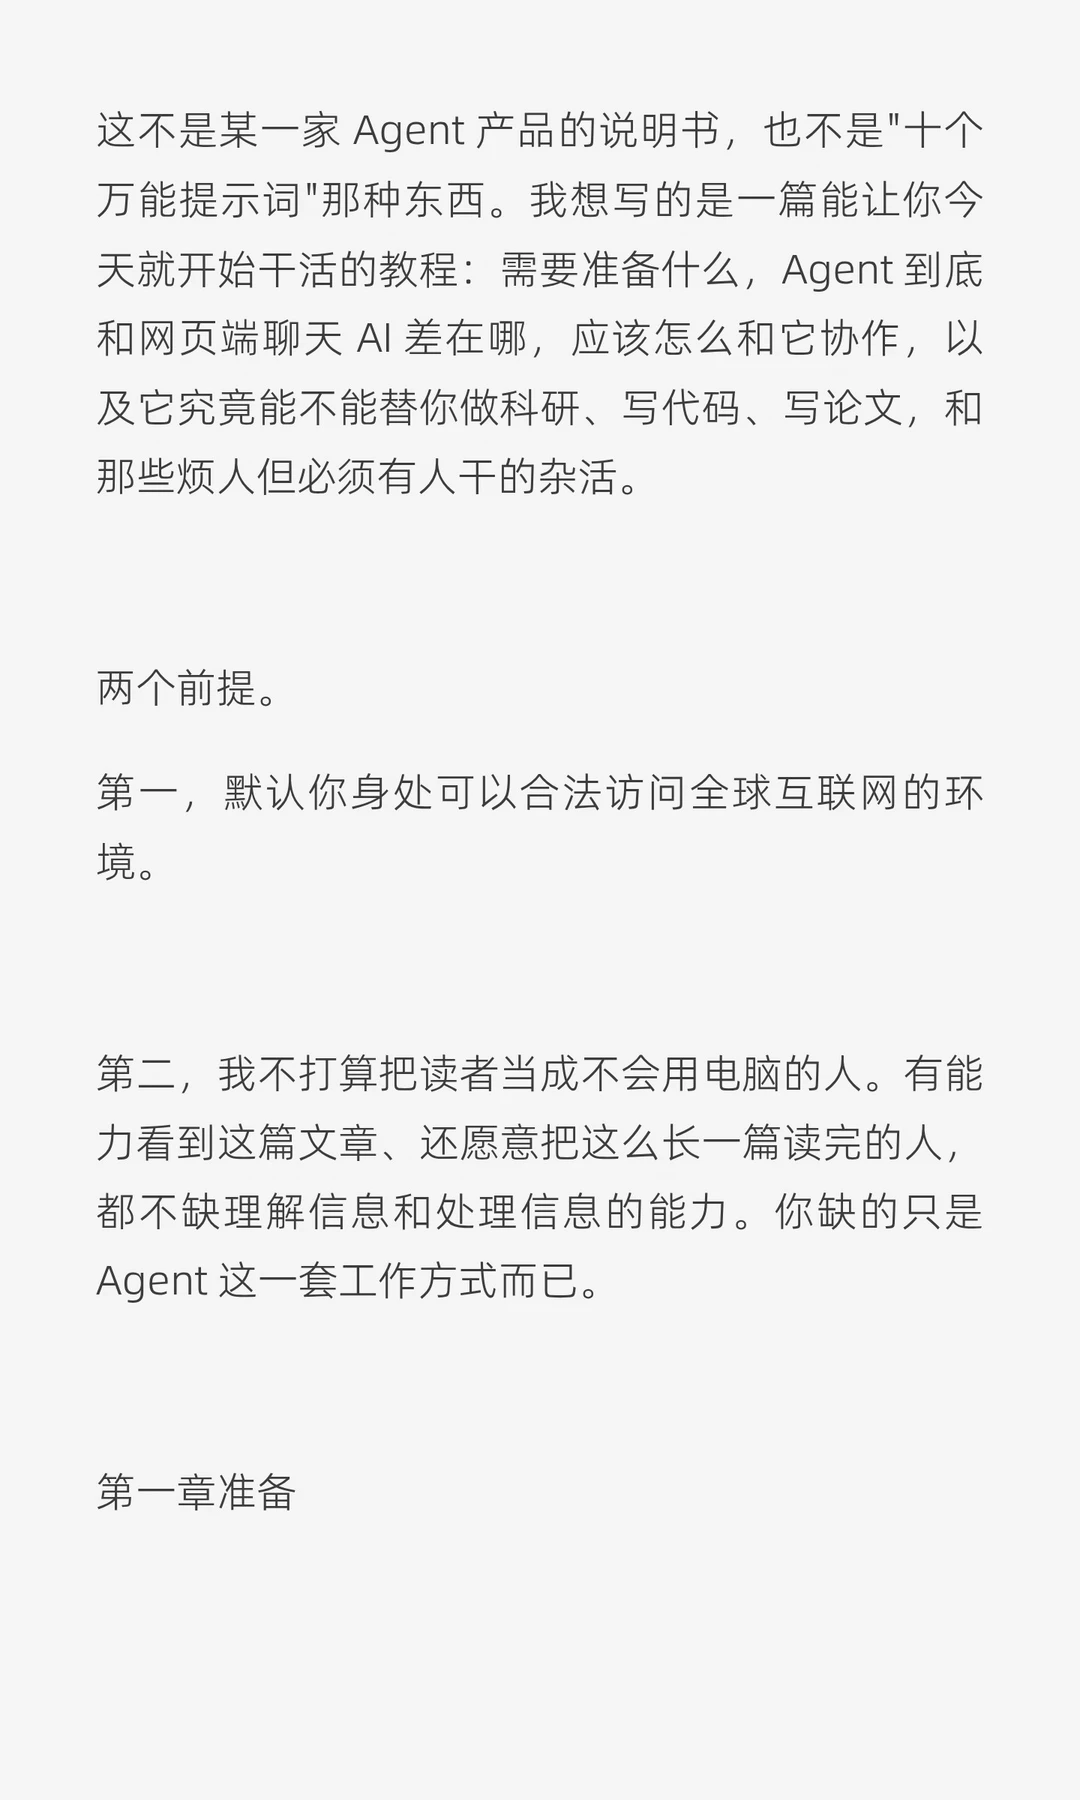 这不是某一家 Agent 产品的说明书，也不是"十个
万能提示词"那种东西。我想写的是一篇能让你今
天就开始干活的教程：需要准备什么，Agent 到底
和网页端聊天 AI 差在哪，应该怎么和它协作，以
及它究竟能不能替你做科研、写代码、写论文，和
那些烦人但必须有人干的杂活。
两个前提。
第一，默认你身处可以合法访问全球互联网的环
境。
第二，我不打算把读者当成不会用电脑的人。有能
力看到这篇文章、还愿意把这么长一篇读完的人，
都不缺理解信息和处理信息的能力。你缺的只是
Agent 这一套工作方式而已。
第一章准备